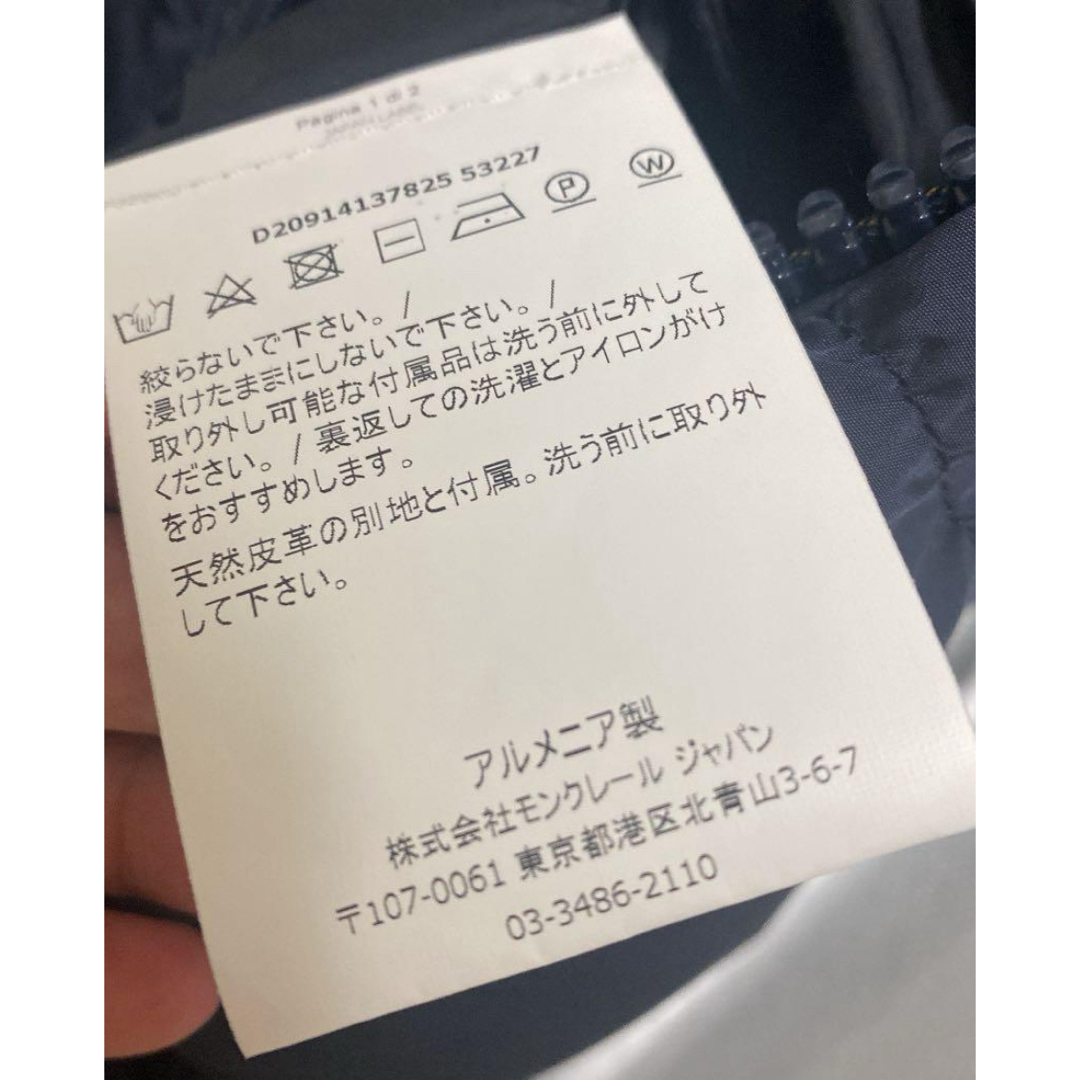 Pagina 1 di 2
JAPAN LABEL
D20914137825 53227
P
W
絞らないで下さい。/
浸けたままにしないで下さい。/
取り外し可能な付属品は洗う前に外して
ください。/ 裏返しての洗濯とアイロンがけ
をおすすめします。
天然皮革の別地と付属。洗う前に取り外
して下さい。
アルメニア製
株式会社モンクレール ジャパン
〒107-0061 東京都港区北青山3-6-7
03-3486-2110